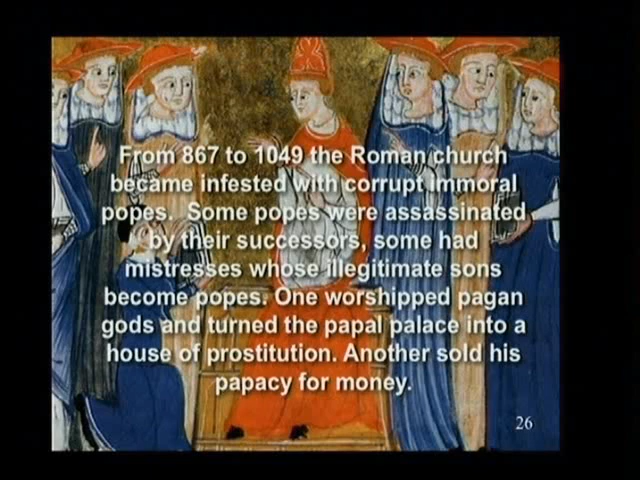 From 867 to 1049 the Roman church
became infested with corrupt immoral
popes.  Some popes were assassinated
by their successors, some had
mistresses whose illegitimate sons
become popes. One worshipped pagan
gods and turned the papal palace into a
house of prostitution. Another sold his
papacy for money.
26